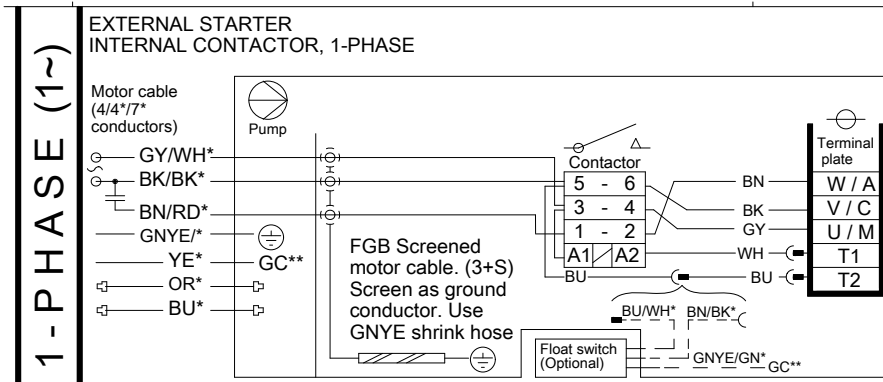 EXTERNAL STARTER
INTERNAL CONTACTOR, 1-PHASE
1-PHASE (1~)
Motor cable
(4/4*/7*
conductors)
Pump
GY/WH*
BK/BK*
BN/RD*
GNYE/*
YE*
GC**
OR*
BU*
FGB Screened
motor cable. (3+S)
Screen as ground
conductor. Use
GNYE shrink hose
Contactor
5 - 6
3 - 4
1 - 2
A1 A2
BU
BN
BK
GY
WH
BU
Terminal
plate
W / A
V / C
U / M
T1
T2
BU/WH*
BN/BK*
Float switch
(Optional)
GNYE/GN*
GC**